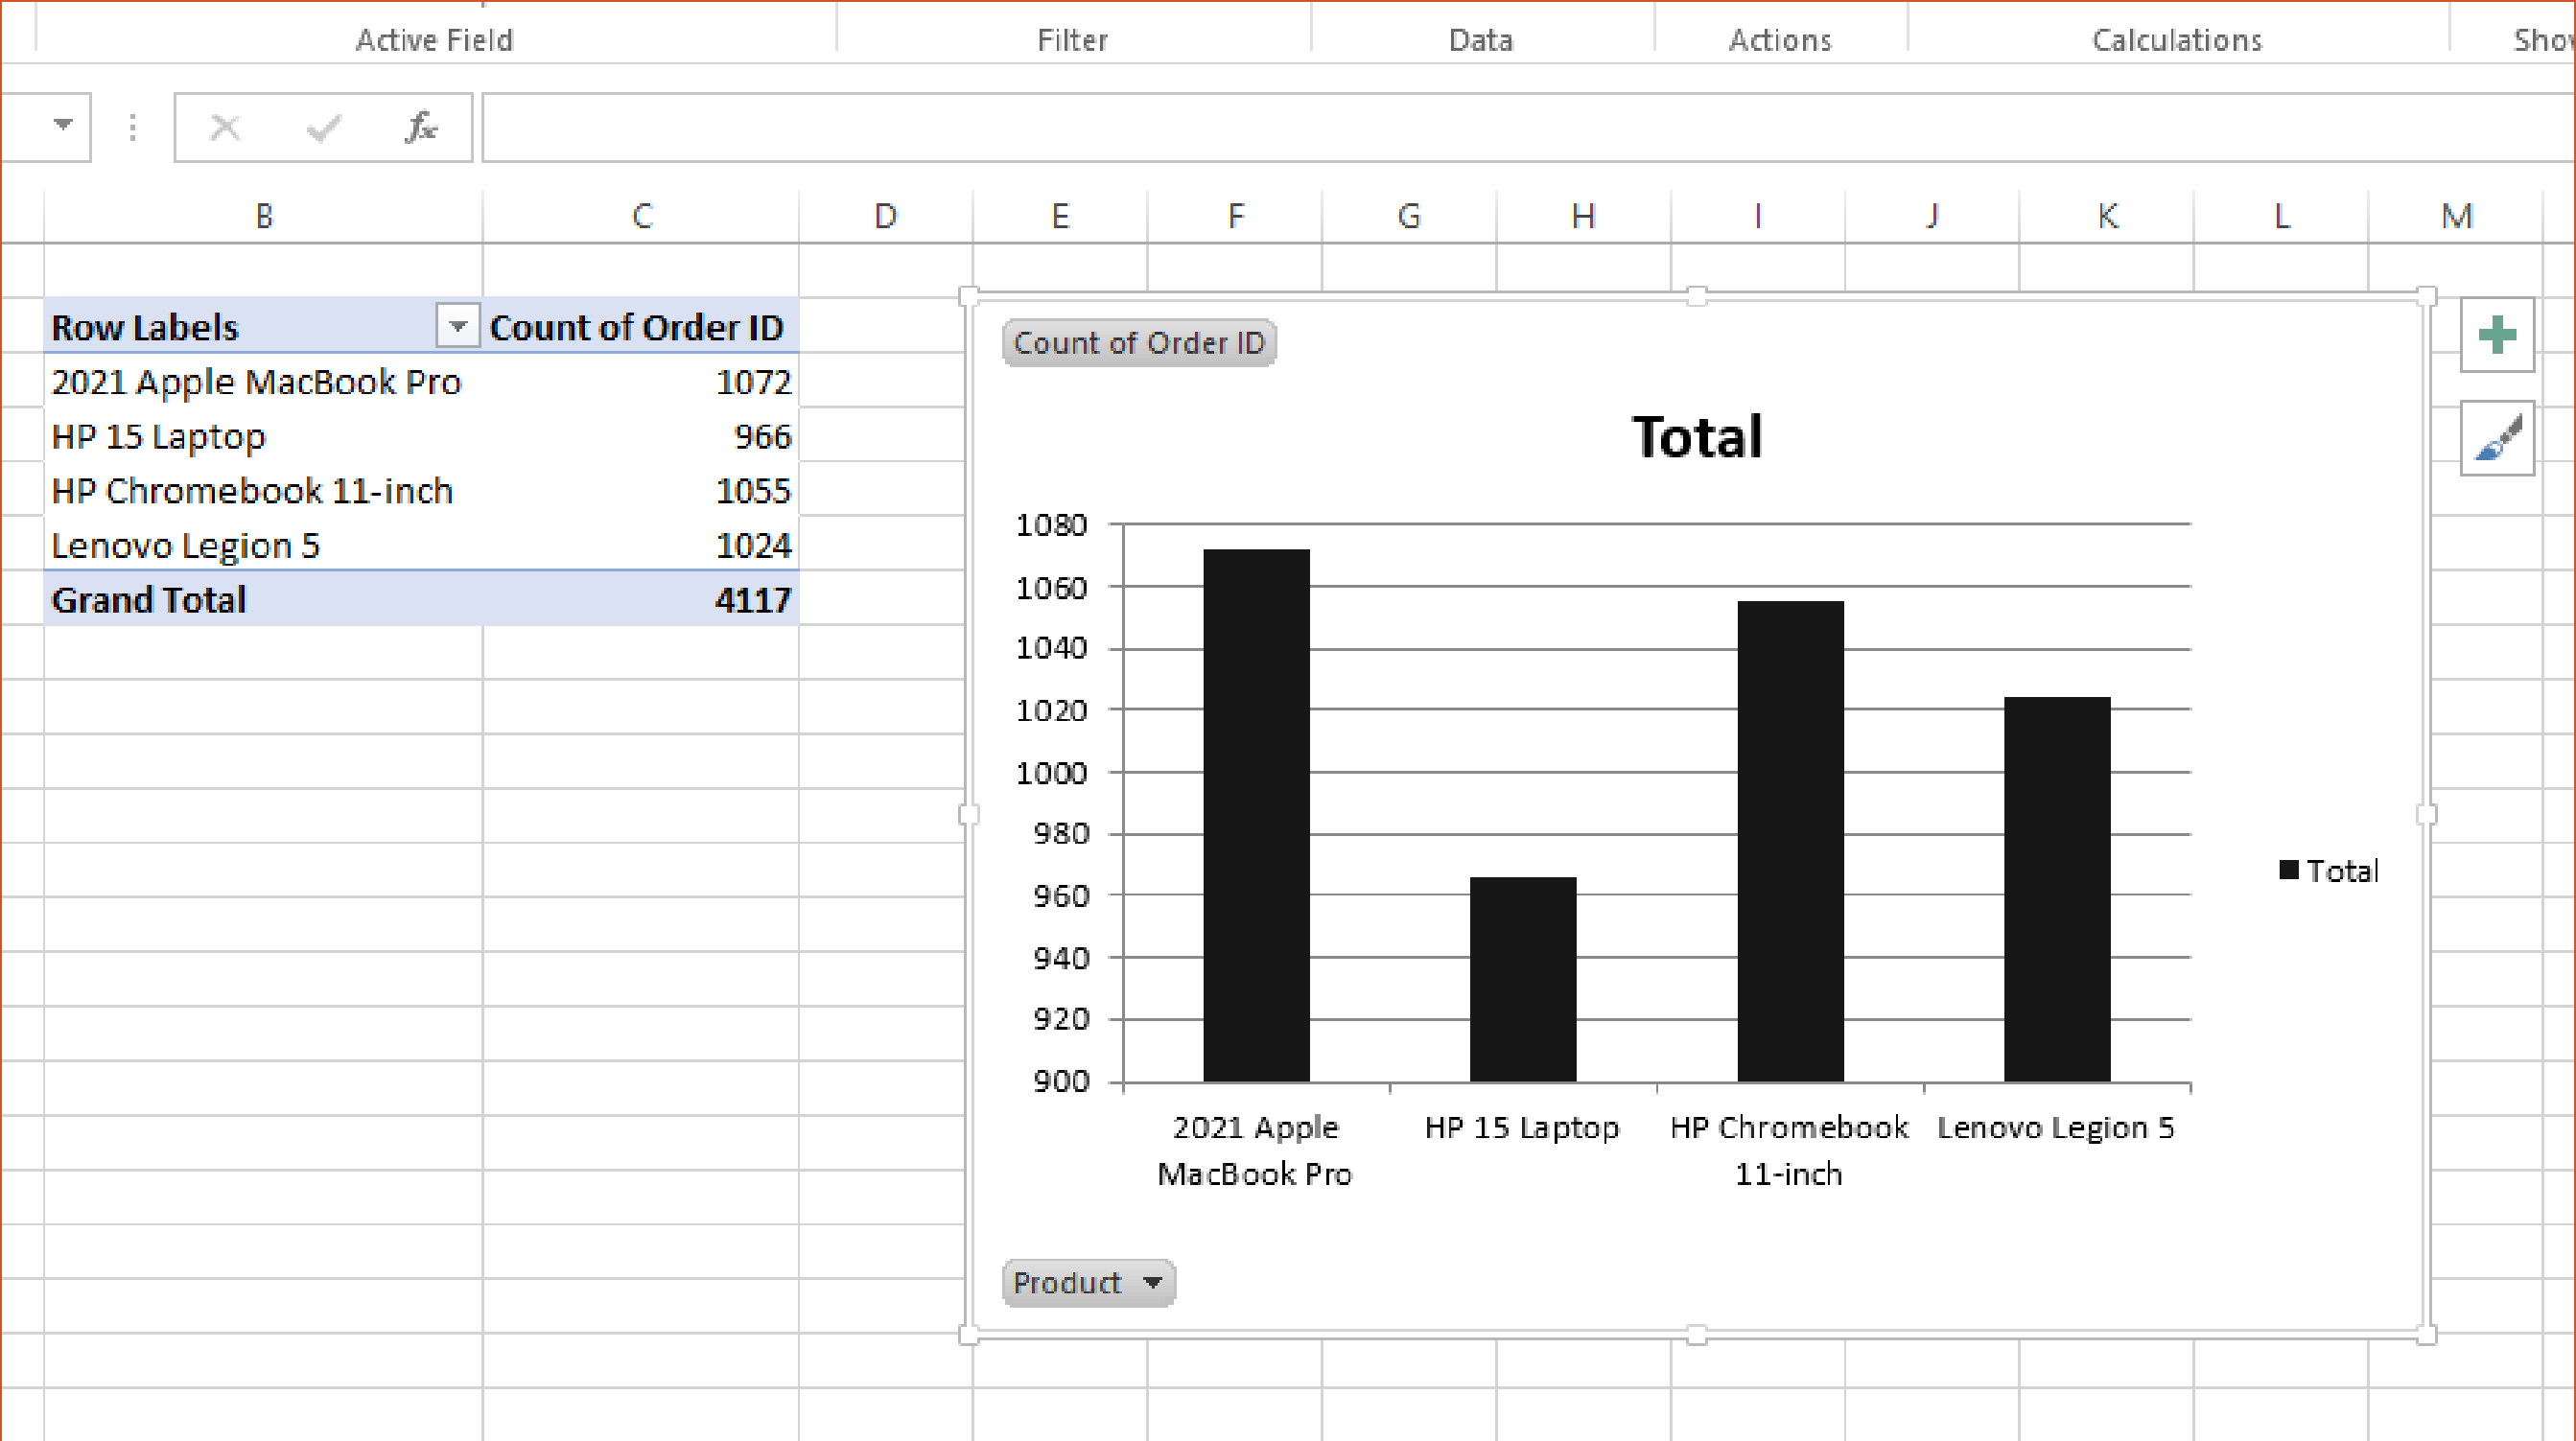 Active Field Filter Data Actions Calculations
fx
B C D E F G H I J K L M
Row Labels Count of Order ID
2021 Apple MacBook Pro 1072
HP 15 Laptop 966
HP Chromebook 11-inch 1055
Lenovo Legion 5 1024
Grand Total 4117
Count of Order ID
Total
1080
1060
1040
1020
1000
980
960
940
920
900
2021 Apple
MacBook Pro
HP 15 Laptop
HP Chromebook
11-inch
Lenovo Legion 5
Total
Product